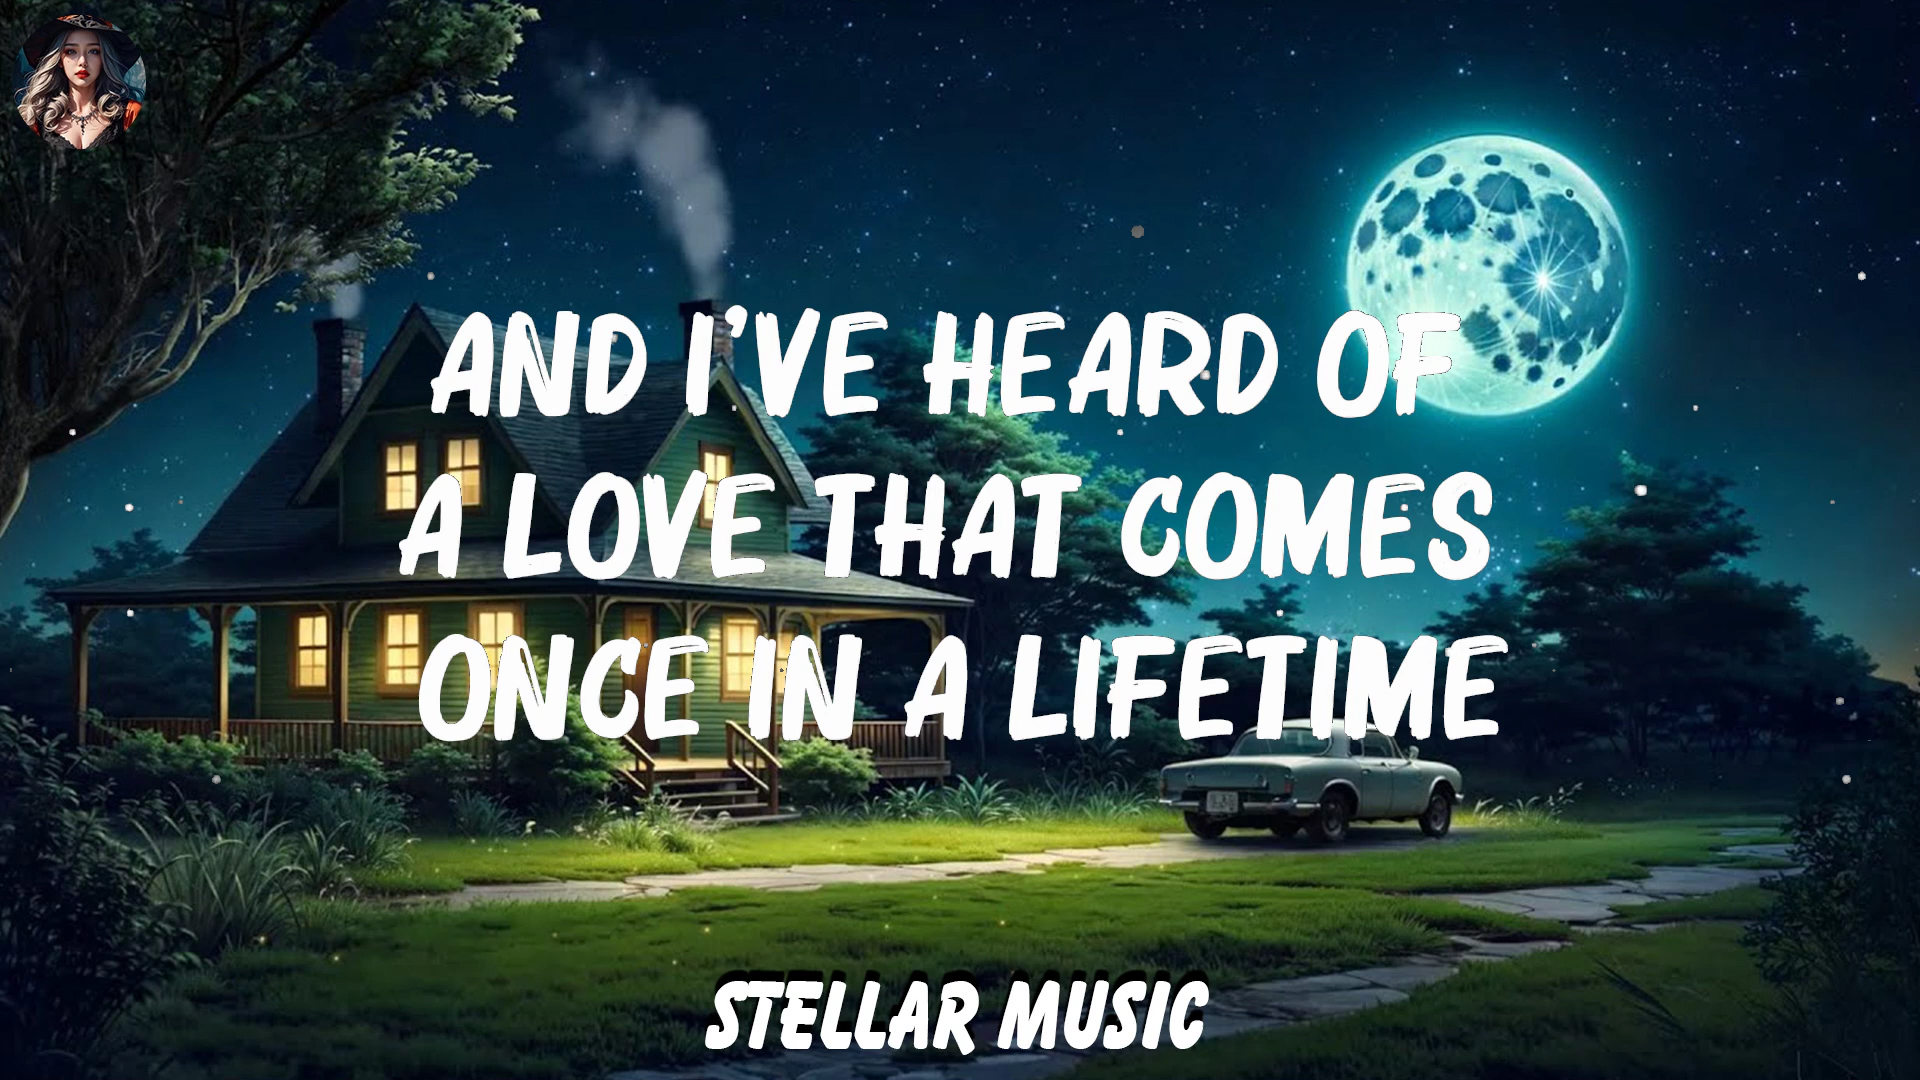 AND I'VE HEARD OF
A LOVE THAT COMES
ONCE IN A LIFETIME
STELLAR MUSIC